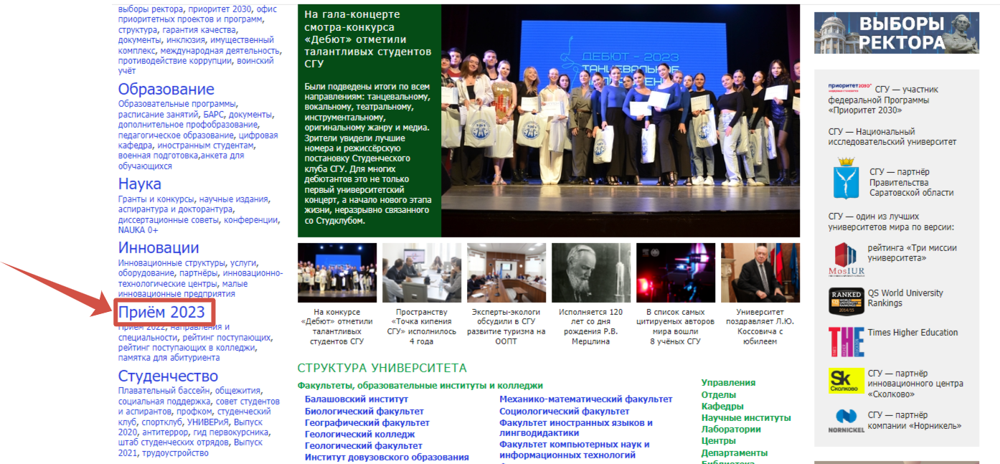 выборы ректора, приоритет 2030, офис
приоритетных проектов и программ,
структура, гарантия качества,
документы, инклюзия, имущественный
комплекс, международная деятельность,
противодействие коррупции, воинский
учёт
Образование
Образовательные программы,
расписание занятий, БАРС, документы,
дополнительное профобразование,
педагогическое образование, цифровая
кафедра, иностранным студентам,
военная подготовка,анкета для
обучающихся
Наука
Гранты и конкурсы, научные издания,
аспирантура и докторантура,
диссертационные советы, конференции,
NAUKA 0+
Инновации
Инновационные структуры, услуги,
оборудование, партнёры, инновационно-
технологические центры, малые
инновационные предприятия
Приём 2023
Прием 2022, направления и
специальности, рейтинг поступающих,
рейтинг поступающих в колледжи,
памятка для абитуриента
Студенчество
Плавательный бассейн, общежития,
социальная поддержка, совет студентов
и аспирантов, профком, студенческий
клуб, спортклуб, УНИВЕРиЯ, Выпуск
2020, антитеррор, гид первокурсника,
штаб студенческих отрядов, Выпуск
2021, трудоустройство
На гала-концерте
смотра-конкурса
«Дебют» отметили
талантливых студентов
СГУ
Были подведены итоги по всем
направлениям: танцевальному,
вокальному, театральному,
инструментальному,
оригинальному жанру и медиа.
Зрители увидели лучшие
номера и режиссёрскую
постановку Студенческого
клуба СГУ. Для многих
дебютантов это не только
первый университетский
концерт, а начало нового этапа
жизни, неразрывно связанного
со Студклубом.
ДЕБЮТ - 2023
ТАНЦЕВАЛЬНОЕ
На конкурсе
«Дебют» отметили
талантливых
студентов СГУ
Пространству
«Точка кипения
СГУ» исполнилось
4 года
Эксперты-экологи
обсудили в СГУ
развитие туризма на
ООПТ
Исполняется 120
лет со дня
рождения Р.В.
Мерцлина
В список самых
цитируемых авторов
мира вошли
8 учёных СГУ
Университет
поздравляет Л.Ю.
Коссовича с
юбилеем
СТРУКТУРА УНИВЕРСИТЕТА
Факультеты, образовательные институты и колледжи
Балашовский институт
Биологический факультет
Географический факультет
Геологический колледж
Геологический факультет
Институт довузовского образования
Механико-математический факультет
Социологический факультет
Факультет иностранных языков и
лингводидактики
Факультет компьютерных наук и
информационных технологий
Управления
Отделы
Кафедры
Научные институты
Лаборатории
Центры
Департаменты
Библиотека
ВЫБОРЫ
РЕКТОРА
приоритет2030
СГУ — участник
федеральной Программы
«Приоритет 2030»
СГУ — Национальный
исследовательский университет
СГУ — партнёр
Правительства
Саратовской области
СГУ — один из лучших
университетов мира по версии:
MosIUR
рейтинга «Три миссии
университета»
RANKED
WORLD
UNIVERSITY
RANKINGS
2014/15
QS World University
Rankings
THE
Times Higher Education
Sk
Сколково
СГУ — партнёр
инновационного центра
«Сколково»
NORNICKEL
СГУ — партнёр
компании «Норникель»